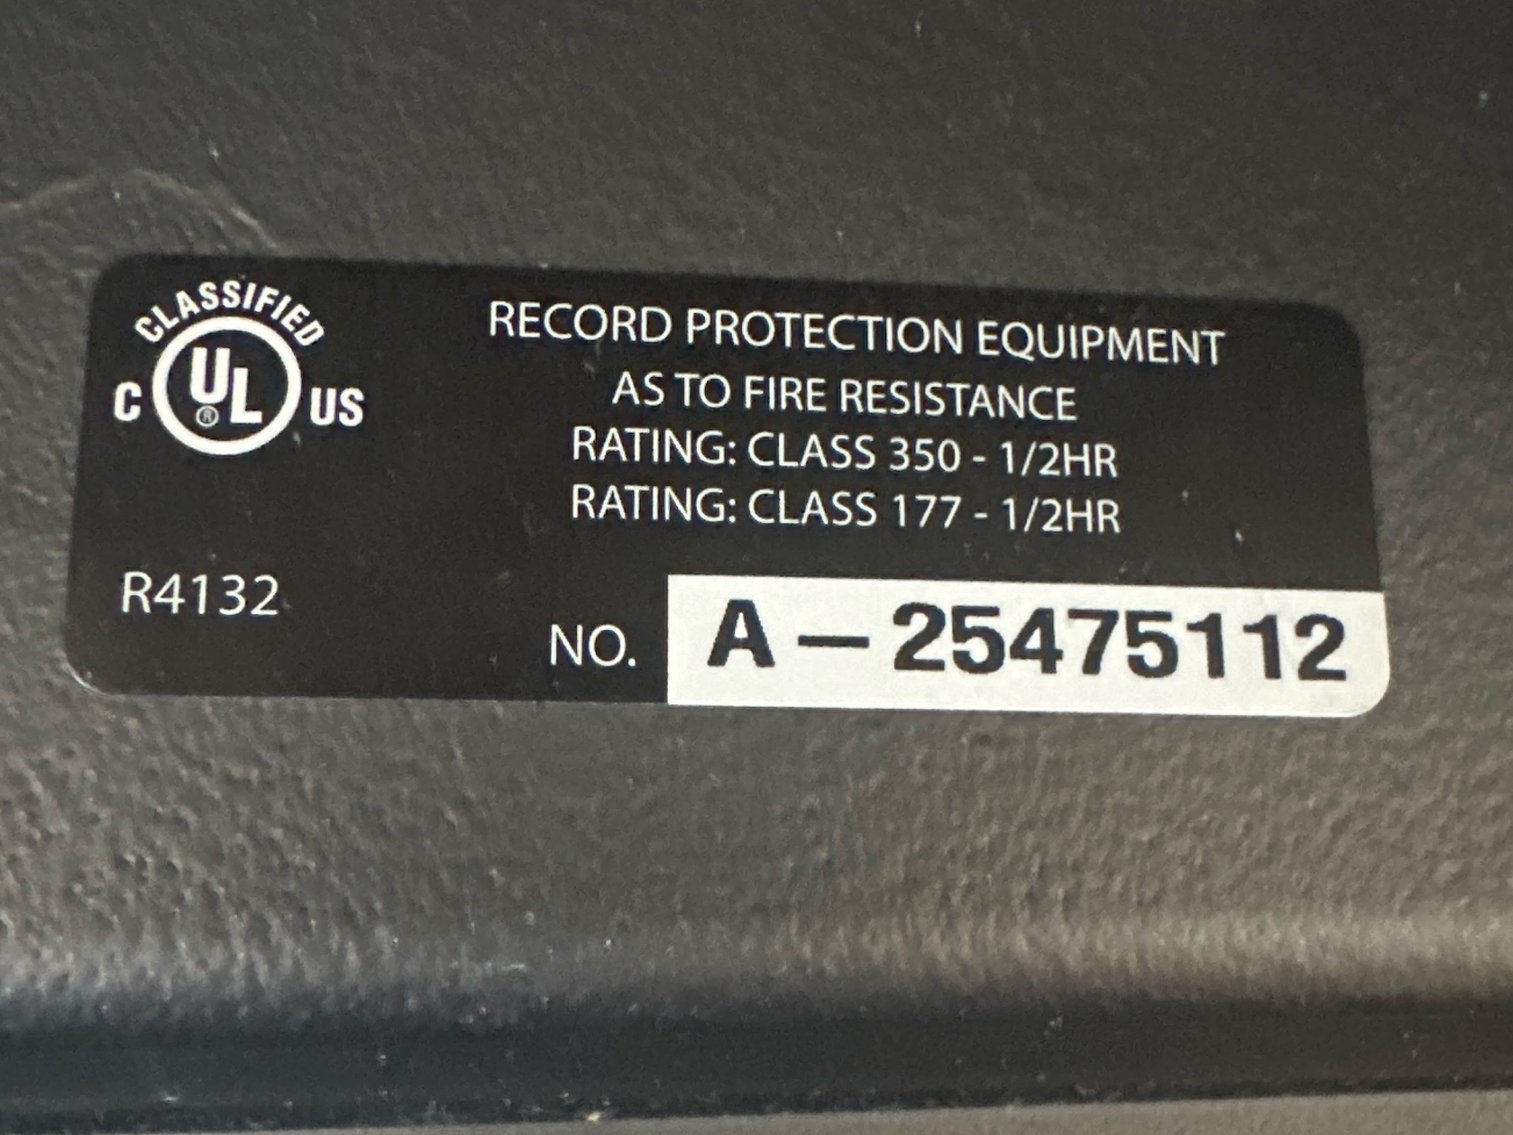 CLASSIFIED
C UL ® US
RECORD PROTECTION EQUIPMENT
AS TO FIRE RESISTANCE
RATING: CLASS 350 - 1/2HR
RATING: CLASS 177 - 1/2HR
R4132
NO. A – 25475112